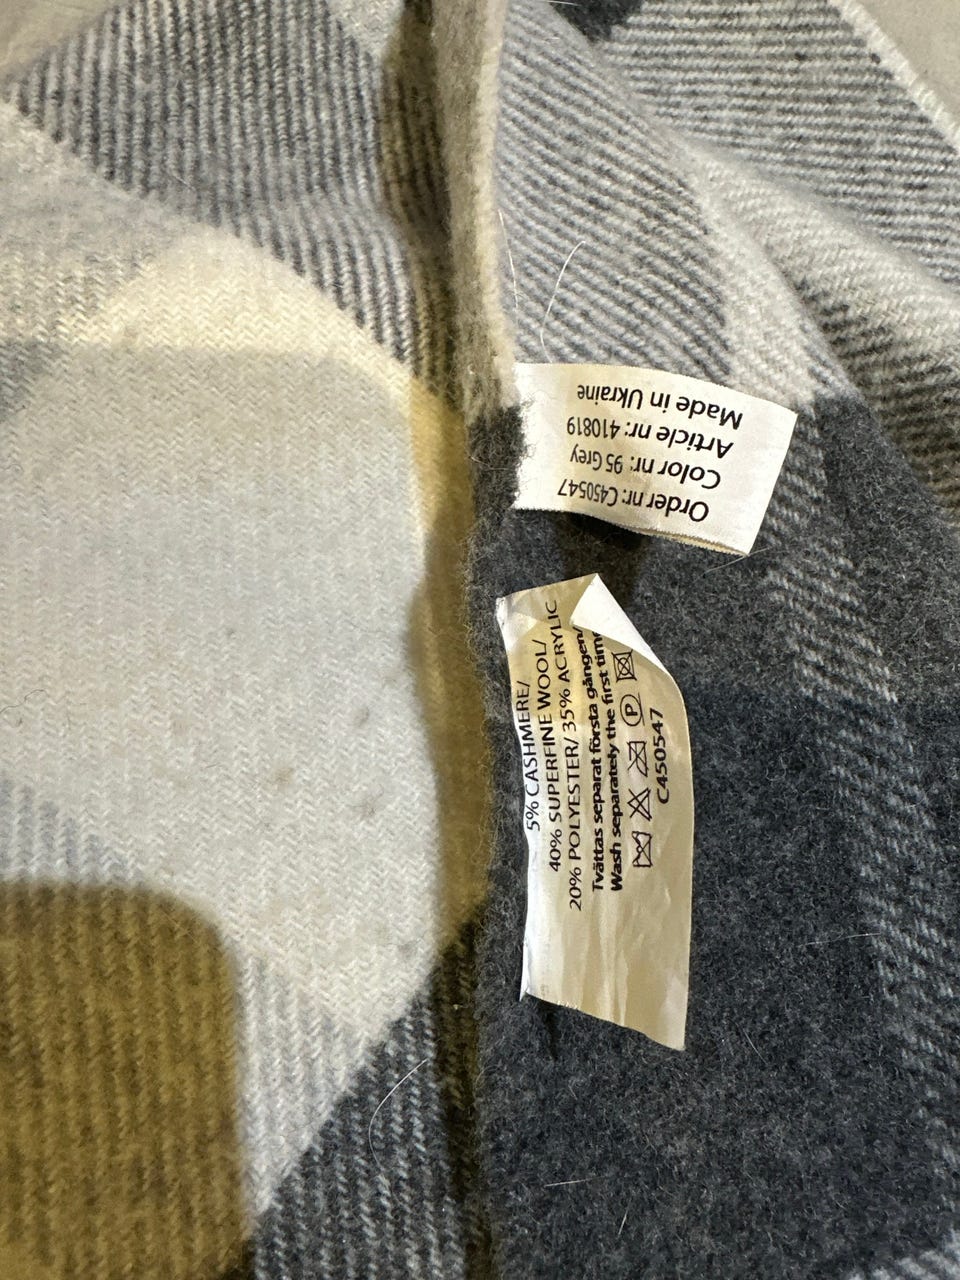 Order nr: C450547
Color nr: 95 Grey
Article nr: 410819
Made in Ukraine
5% CASHMERE/
40% SUPERFINE WOOL/
20% POLYESTER/ 35% ACRYLIC
Tvättas separat första gången/
Wash separately the first time
P
C450547